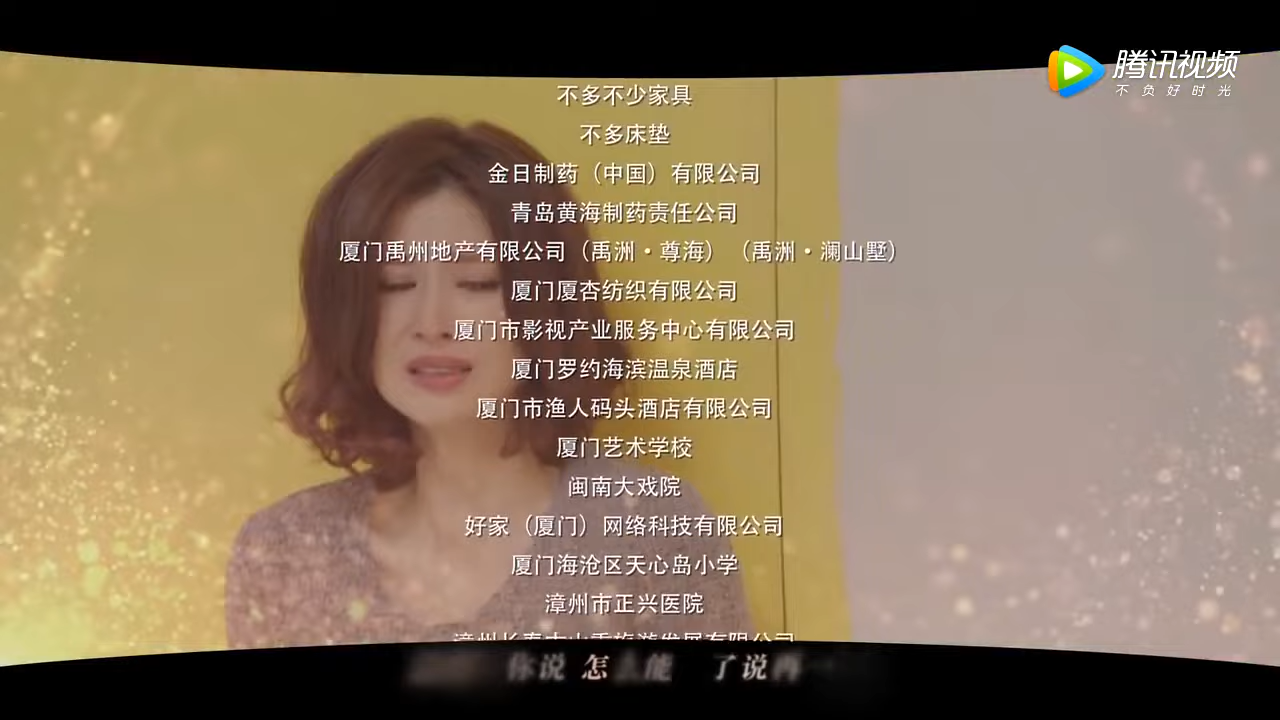 腾讯视频
不负好时光
不多不少家具
不多床垫
金日制药（中国）有限公司
青岛黄海制药责任公司
厦门禹州地产有限公司（禹洲·尊海）（禹洲·澜山墅）
厦门厦杏纺织有限公司
厦门市影视产业服务中心有限公司
厦门罗约海滨温泉酒店
厦门市渔人码头酒店有限公司
厦门艺术学校
闽南大戏院
好家（厦门）网络科技有限公司
厦门海沧区天心岛小学
漳州市正兴医院
你说 怎么能 了说再